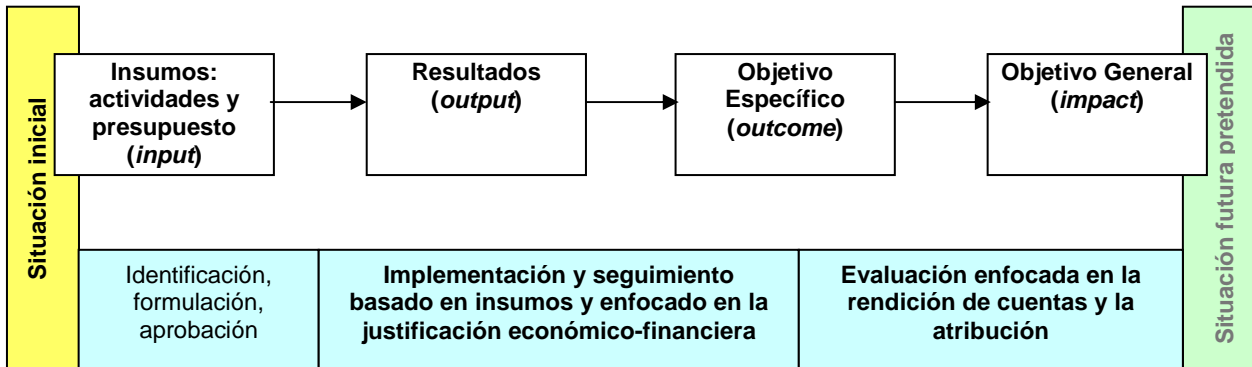 Situación inicial
Insumos:
actividades y
presupuesto
(input)
Resultados
(output)
Objetivo
Específico
(outcome)
Objetivo General
(impact)
Situación futura pretendida
Identificación,
formulación,
aprobación
Implementación y seguimiento
basado en insumos y enfocado en la
justificación económico-financiera
Evaluación enfocada en la
rendición de cuentas y la
atribución